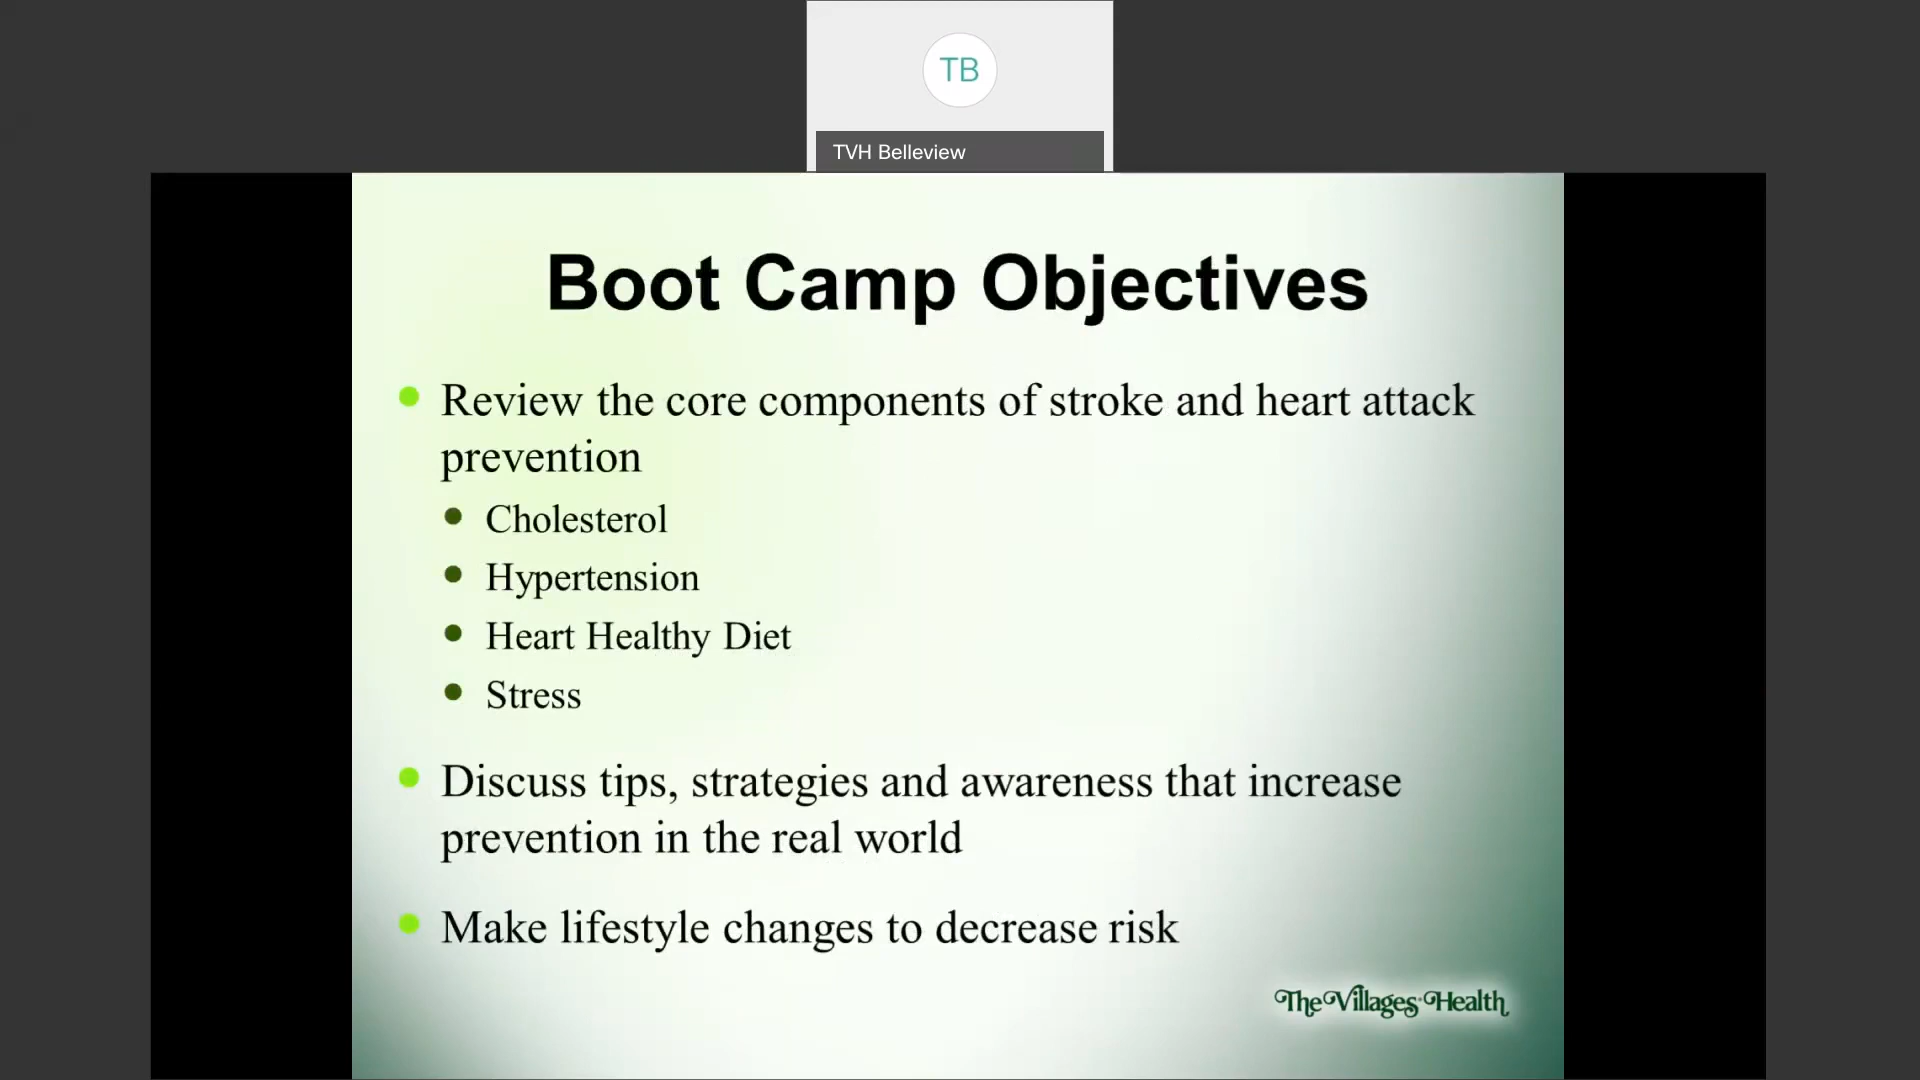 TB
TVH Belleview
Boot Camp Objectives
Review the core components of stroke and heart attack
prevention
Cholesterol
Hypertension
Heart Healthy Diet
Stress
Discuss tips, strategies and awareness that increase
prevention in the real world
Make lifestyle changes to decrease risk
The Villages Health